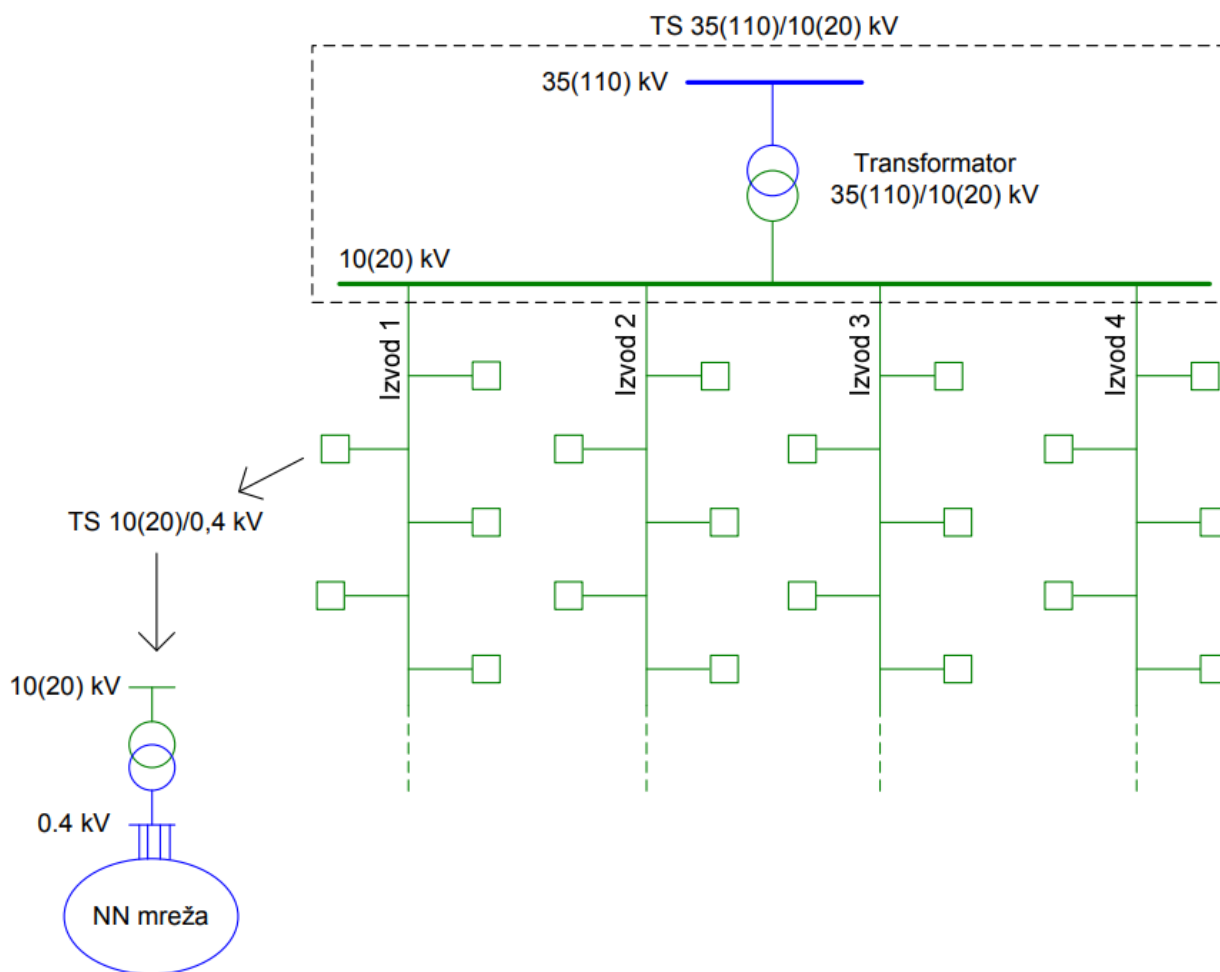 TS 35(110)/10(20) kV
35(110) kV
Transformator
35(110)/10(20) kV
10(20) kV
Izvod 1
Izvod 2
Izvod 3
Izvod 4
TS 10(20)/0,4 kV
10(20) kV
0.4 kV
NN mreža